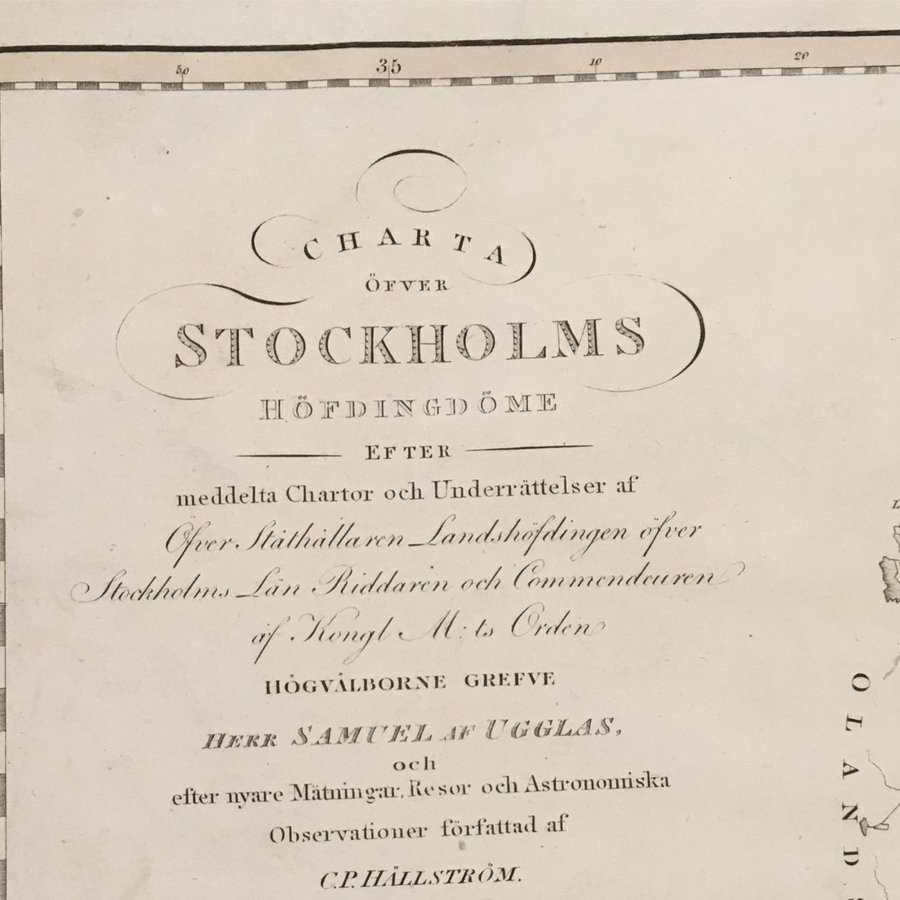 50 35 10 20
CHARTA
ÖFVER
STOCKHOLMS
HÖFDINGDÖME
EFTER
meddelta Chartor och Underrättelser af
Öfver Ståthållaren Landshöfdingen öfver
Stockholms Län Riddaren och Commendeuren
af Kongl M:ts Orden
HÖGVÄLBORNE GREFVE
HERR SAMUEL AF UGGLAS,
och
efter nyare Mätningar, Resor och Astronomiska
Observationer författad af
C.P. HÄLLSTRÖM.
OLANDS